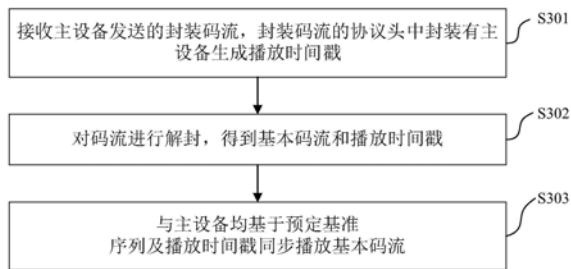 接收主设备发送的封装码流，封装码流的协议头中封装有主
设备生成播放时间戳
S301
对码流进行解封，得到基本码流和播放时间戳
S302
与主设备均基于预定基准
序列及播放时间戳同步播放基本码流
S303